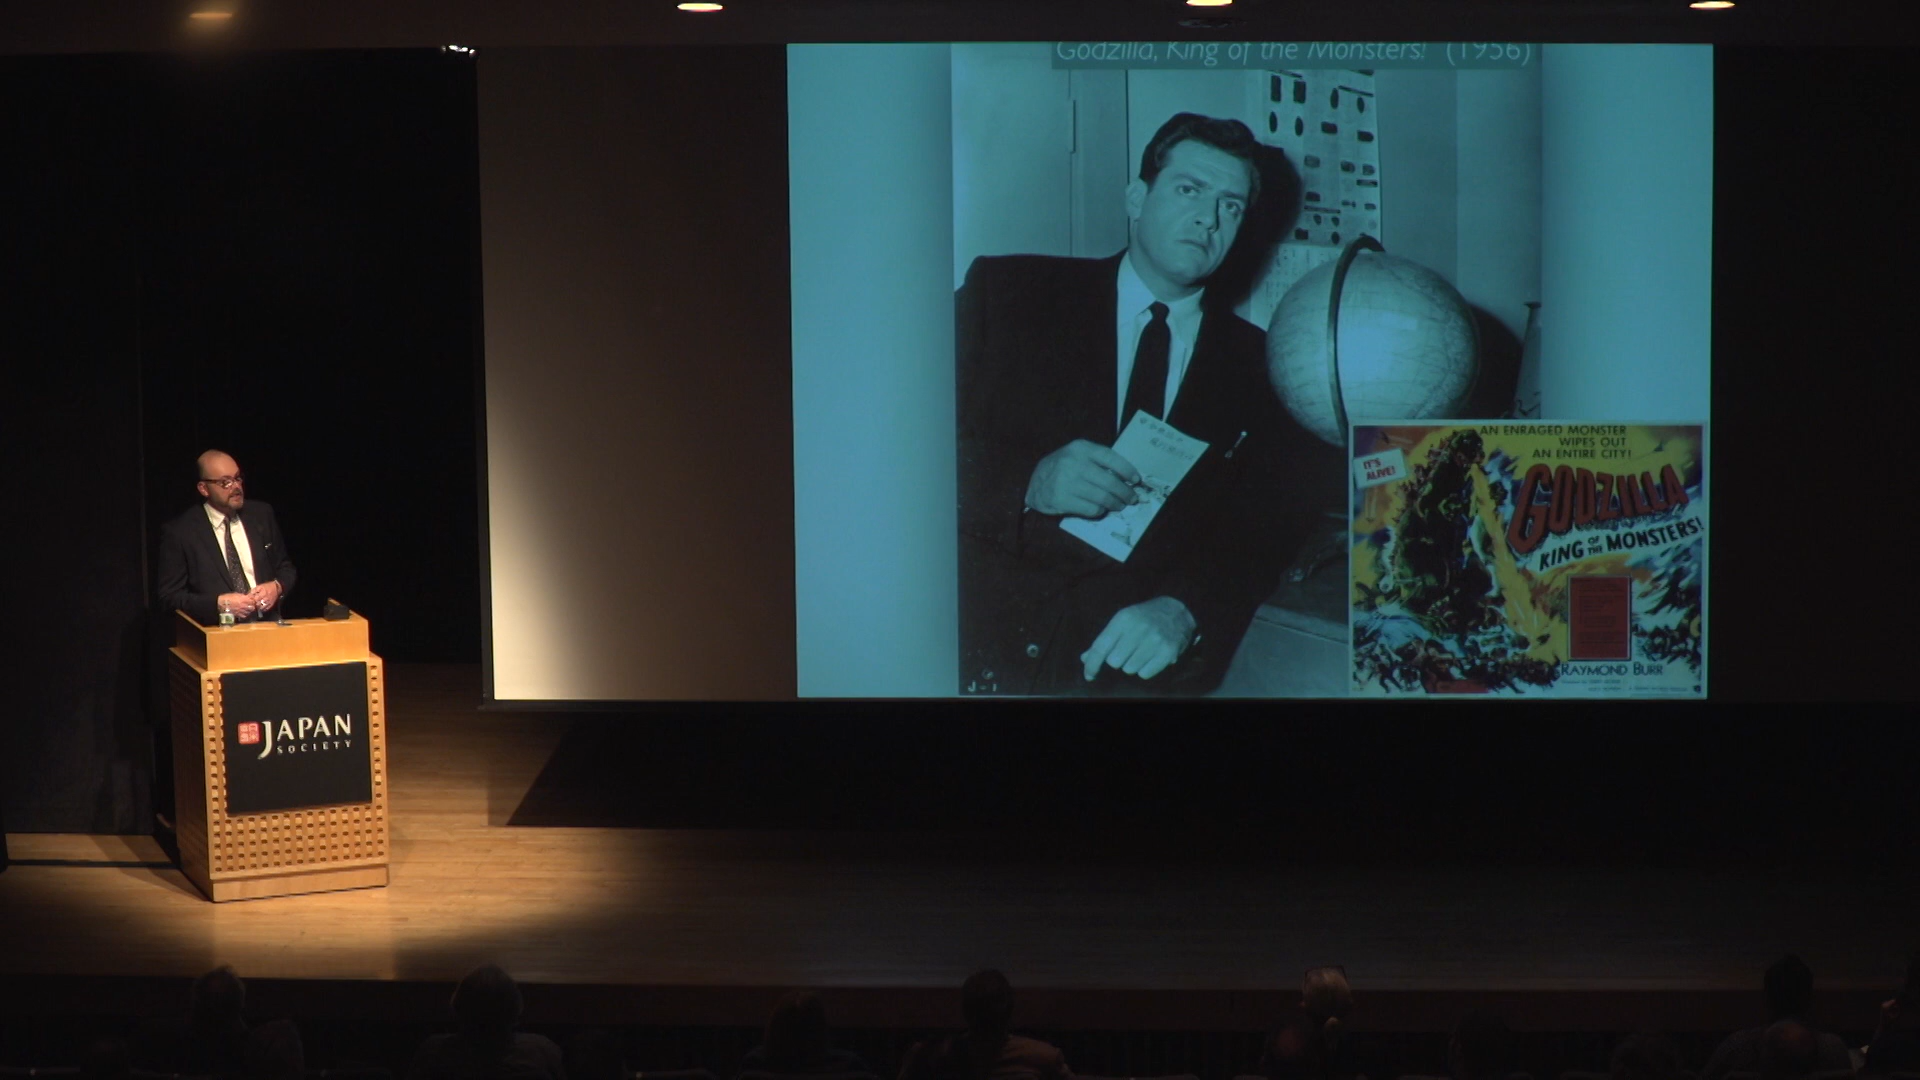 Godzilla, King of the Monsters! (1956)
AN ENRAGED MONSTER
WIPES OUT
AN ENTIRE CITY!
IT'S
ALIVE!
GODZILLA
KING OF THE MONSTERS!
RAYMOND BURR
JAPAN
SOCIETY